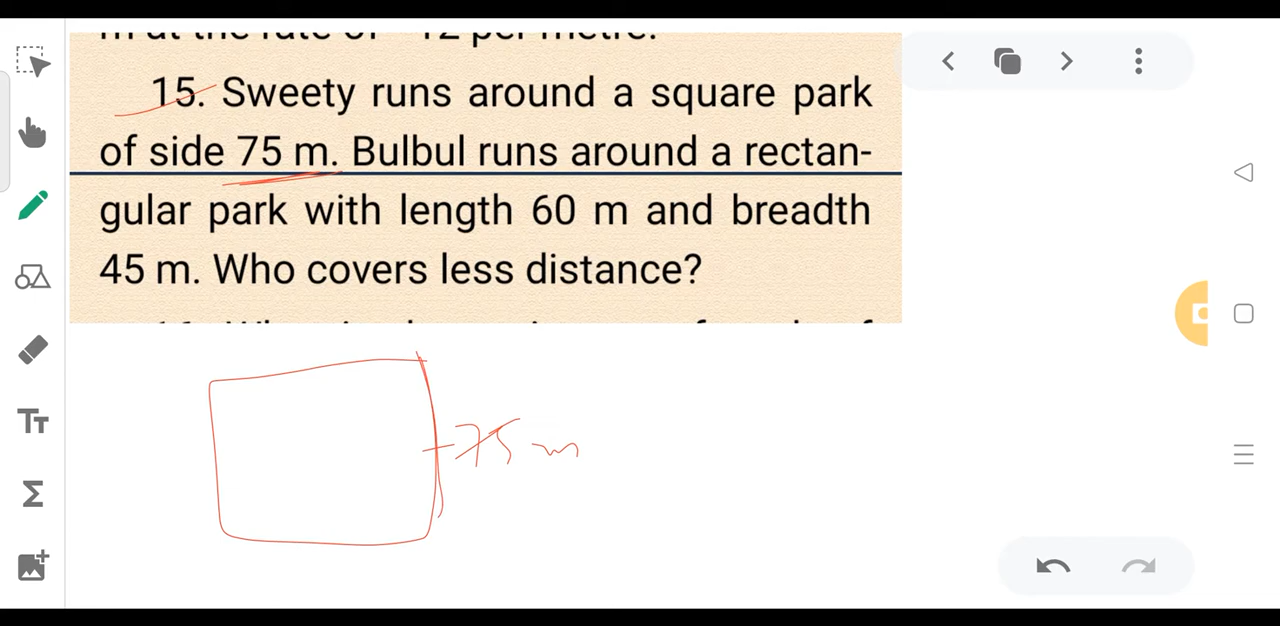 15. Sweety runs around a square park
of side 75 m. Bulbul runs around a rectan-
gular park with length 60 m and breadth
45 m. Who covers less distance?
75 m
TT
Σ